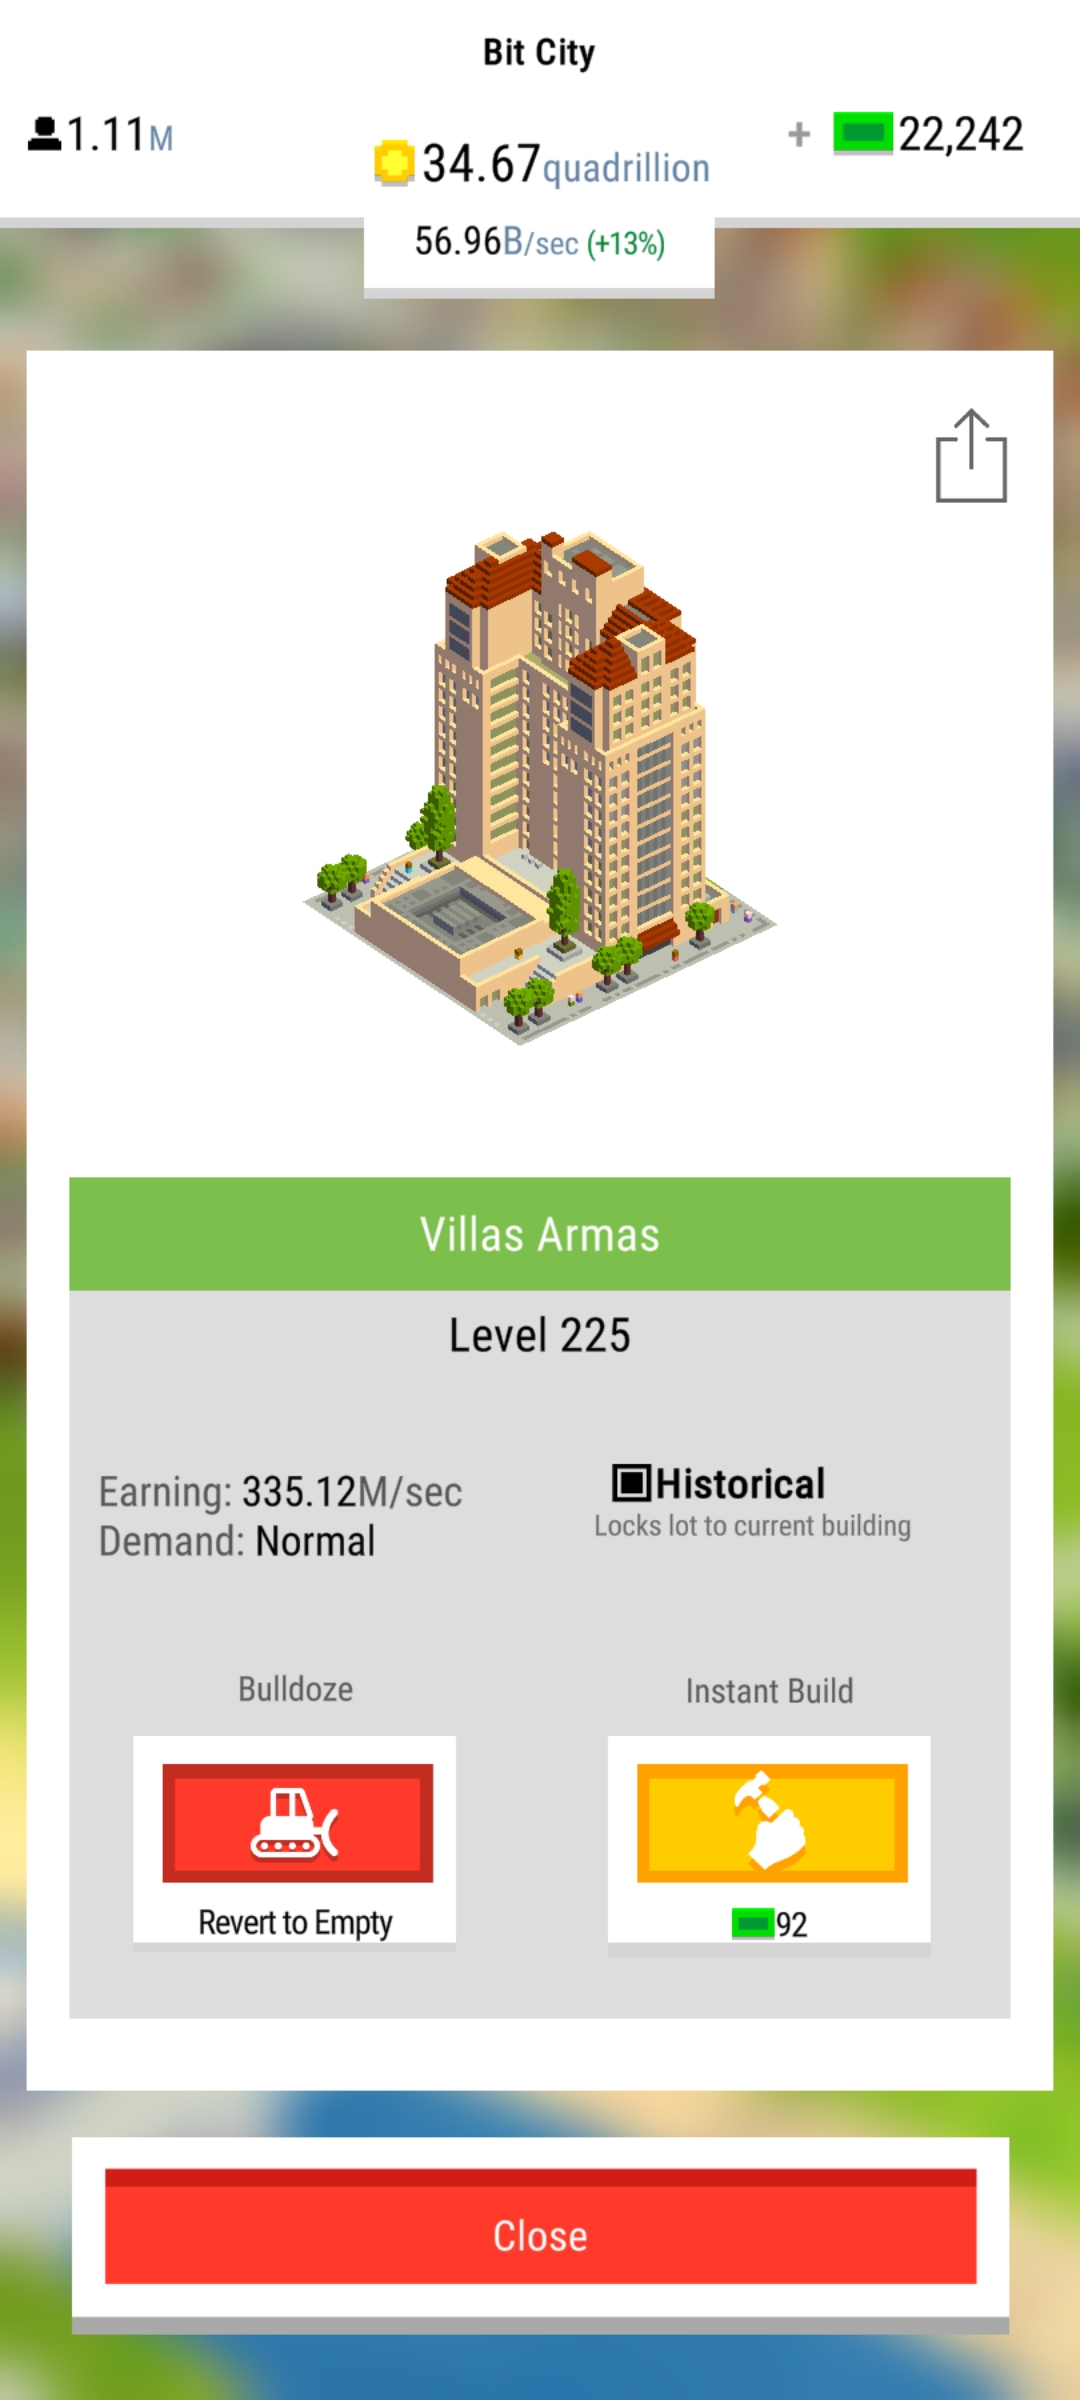 Bit City
1.11M
34.67quadrillion
+ 22,242
56.96B/sec (+13%)
Villas Armas
Level 225
Earning: 335.12M/sec
Demand: Normal
Historical
Locks lot to current building
Bulldoze
Revert to Empty
Instant Build
92
Close